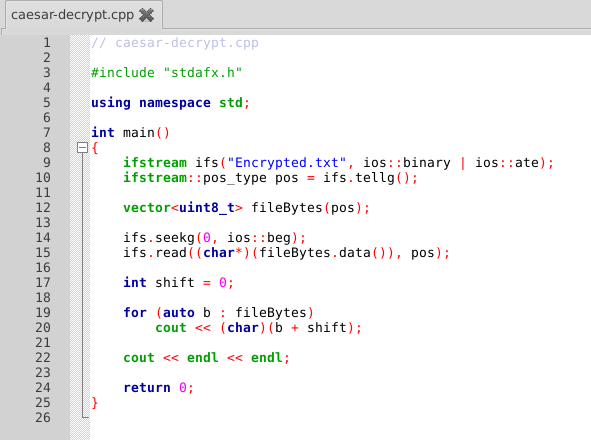 caesar-decrypt.cpp
1 // caesar-decrypt.cpp
2
3 #include "stdafx.h"
4
5 using namespace std;
6
7 int main()
8 {
9     ifstream ifs("Encrypted.txt", ios::binary | ios::ate);
10     ifstream::pos_type pos = ifs.tellg();
11
12     vector<uint8_t> fileBytes(pos);
13
14     ifs.seekg(0, ios::beg);
15     ifs.read((char*)(fileBytes.data()), pos);
16
17     int shift = 0;
18
19     for (auto b : fileBytes)
20         cout << (char)(b + shift);
21
22     cout << endl << endl;
23
24     return 0;
25 }
26